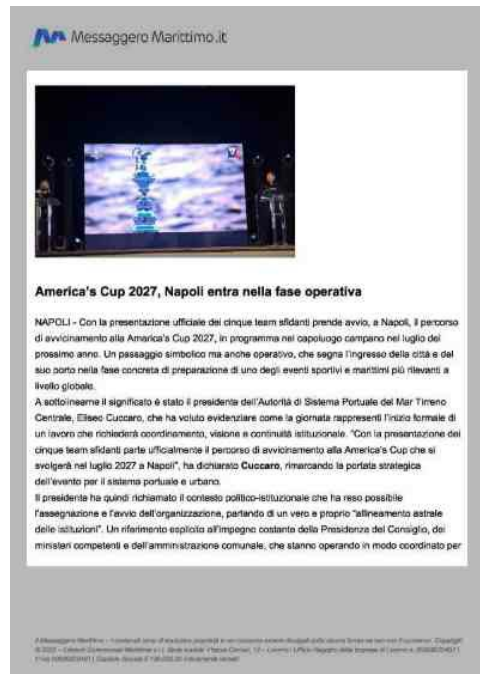 Messaggero Marittimo.it
America's Cup 2027, Napoli entra nella fase operativa
NAPOLI - Con la presentazione ufficiale dei cinque team sfidanti prende avvio, a Napoli, il percorso
di avvicinamento alla America's Cup 2027, in programma nel capoluogo campano nel luglio del
prossimo anno. Un passaggio simbolico ma anche operativo, che segna l'ingresso della città e del
suo porto nella fase concreta di preparazione di uno degli eventi sportivi e marittimi più rilevanti a
livello globale.
A sottolinearne il significato è stato il presidente dell'Autorità di Sistema Portuale del Mar Tirreno
Centrale, Eliseo Cuccaro, che ha voluto evidenziare come la giornata rappresenti l'inizio formale di
un lavoro che richiederà coordinamento, visione e continuità istituzionale. "Con la presentazione dei
cinque team sfidanti parte ufficialmente il percorso di avvicinamento alla America's Cup che si
svolgerà nel luglio 2027 a Napoli", ha dichiarato Cuccaro, rimarcando la portata strategica
dell'evento per il sistema portuale e urbano.
Il presidente ha quindi richiamato il contesto politico-istituzionale che ha reso possibile
l'assegnazione e l'avvio dell'organizzazione, parlando di un vero e proprio "allineamento astrale
delle istituzioni". Un riferimento esplicito all'impegno costante della Presidenza del Consiglio, dei
ministeri competenti e dell'amministrazione comunale, che stanno operando in modo coordinato per